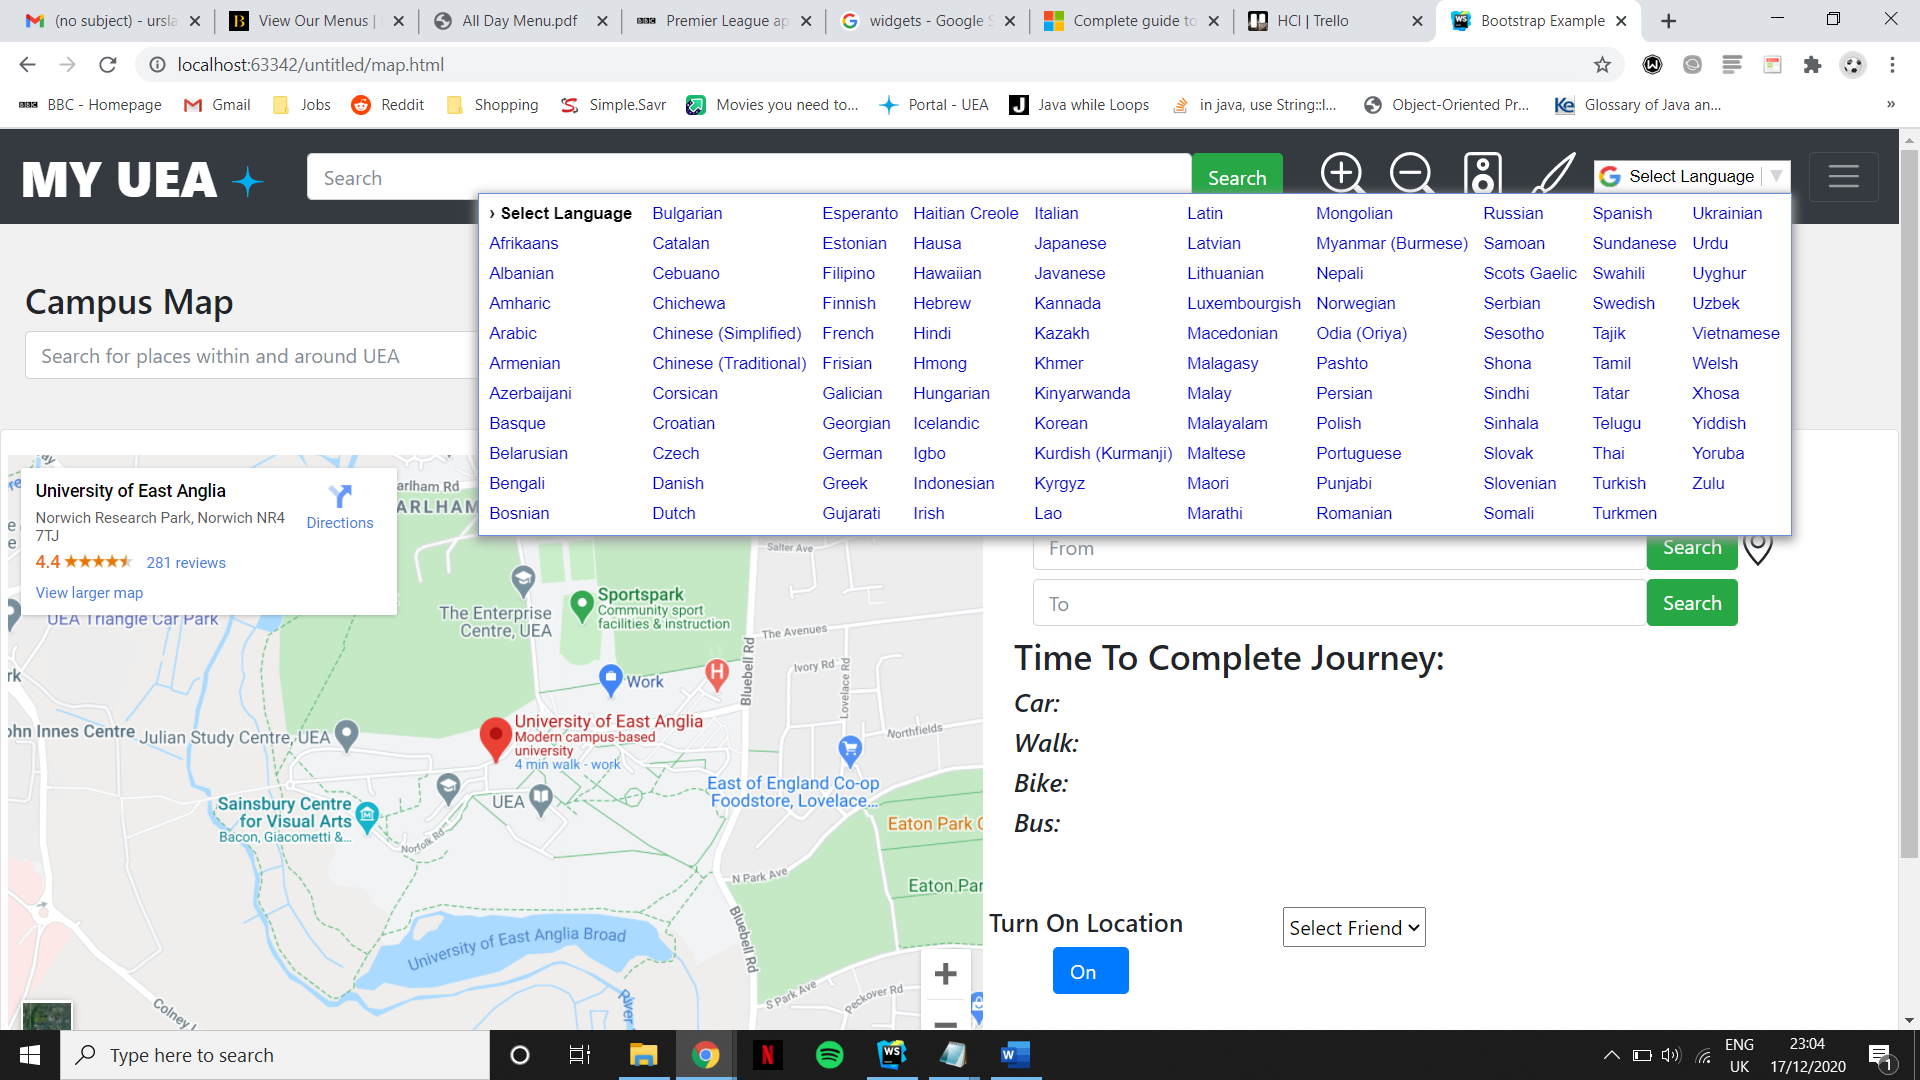 (no subject) - ursla
View Our Menus |
All Day Menu.pdf
BBC Premier League ap
widgets - Google S
Complete guide to
HCI | Trello
WS Bootstrap Example
localhost:63342/untitled/map.html
BBC BBC - Homepage
Gmail
Jobs
Reddit
Shopping
Simple.Savr
Movies you need to...
Portal - UEA
Java while Loops
in java, use String::l...
Object-Oriented Pr...
Ke Glossary of Java an...
»
MY UEA
Search
Search
Select Language
› Select Language Bulgarian Esperanto Haitian Creole Italian Latin Mongolian Russian Spanish Ukrainian
Afrikaans Catalan Estonian Hausa Japanese Latvian Myanmar (Burmese) Samoan Sundanese Urdu
Albanian Cebuano Filipino Hawaiian Javanese Lithuanian Nepali Scots Gaelic Swahili Uyghur
Amharic Chichewa Finnish Hebrew Kannada Luxembourgish Norwegian Serbian Swedish Uzbek
Arabic Chinese (Simplified) French Hindi Kazakh Macedonian Odia (Oriya) Sesotho Tajik Vietnamese
Armenian Chinese (Traditional) Frisian Hmong Khmer Malagasy Pashto Shona Tamil Welsh
Azerbaijani Corsican Galician Hungarian Kinyarwanda Malay Persian Sindhi Tatar Xhosa
Basque Croatian Georgian Icelandic Korean Malayalam Polish Sinhala Telugu Yiddish
Belarusian Czech German Igbo Kurdish (Kurmanji) Maltese Portuguese Slovak Thai Yoruba
Bengali Danish Greek Indonesian Kyrgyz Maori Punjabi Slovenian Turkish Zulu
Bosnian Dutch Gujarati Irish Lao Marathi Romanian Somali Turkmen
Campus Map
Search for places within and around UEA
University of East Anglia
Norwich Research Park, Norwich NR4
7TJ
Directions
4.4 281 reviews
View larger map
arlham Rd
ARLHAM
UEA Triangle Car Park
The Enterprise
Centre, UEA
Sportspark
Community sport
facilities & instruction
Salter Ave
The Avenues
Ivory Rd
Lovelace Rd
Bluebell Rd
Work
H
rk
University of East Anglia
Modern campus-based
university
4 min walk - work
ohn Innes Centre
Julian Study Centre, UEA
Northfields
East of England Co-op
Foodstore, Lovelace...
UEA
Sainsbury Centre
for Visual Arts
Bacon, Giacometti &...
Norfolk Rd
Eaton Park C
N Park Ave
Eaton Par
Bluebell Rd
University of East Anglia Broad
S Park Ave
Peckover Rd
Colney L
River
From
Search
To
Search
Time To Complete Journey:
Car:
Walk:
Bike:
Bus:
Turn On Location
Select Friend
On
Type here to search
ENG
UK
23:04
17/12/2020
1